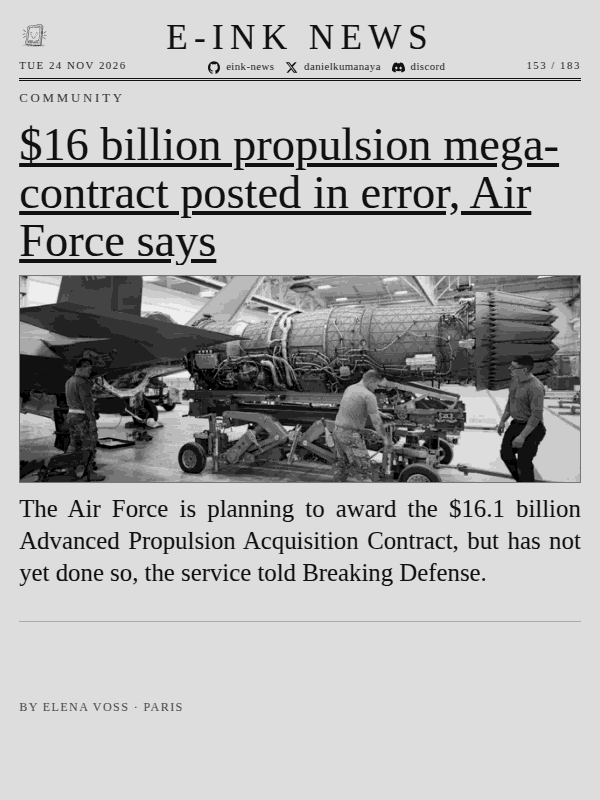 E-INK NEWS
TUE 24 NOV 2026
eink-news danielkumanaya discord
153 / 183
COMMUNITY
$16 billion propulsion mega-
contract posted in error, Air
Force says
The Air Force is planning to award the $16.1 billion
Advanced Propulsion Acquisition Contract, but has not
yet done so, the service told Breaking Defense.
BY ELENA VOSS · PARIS